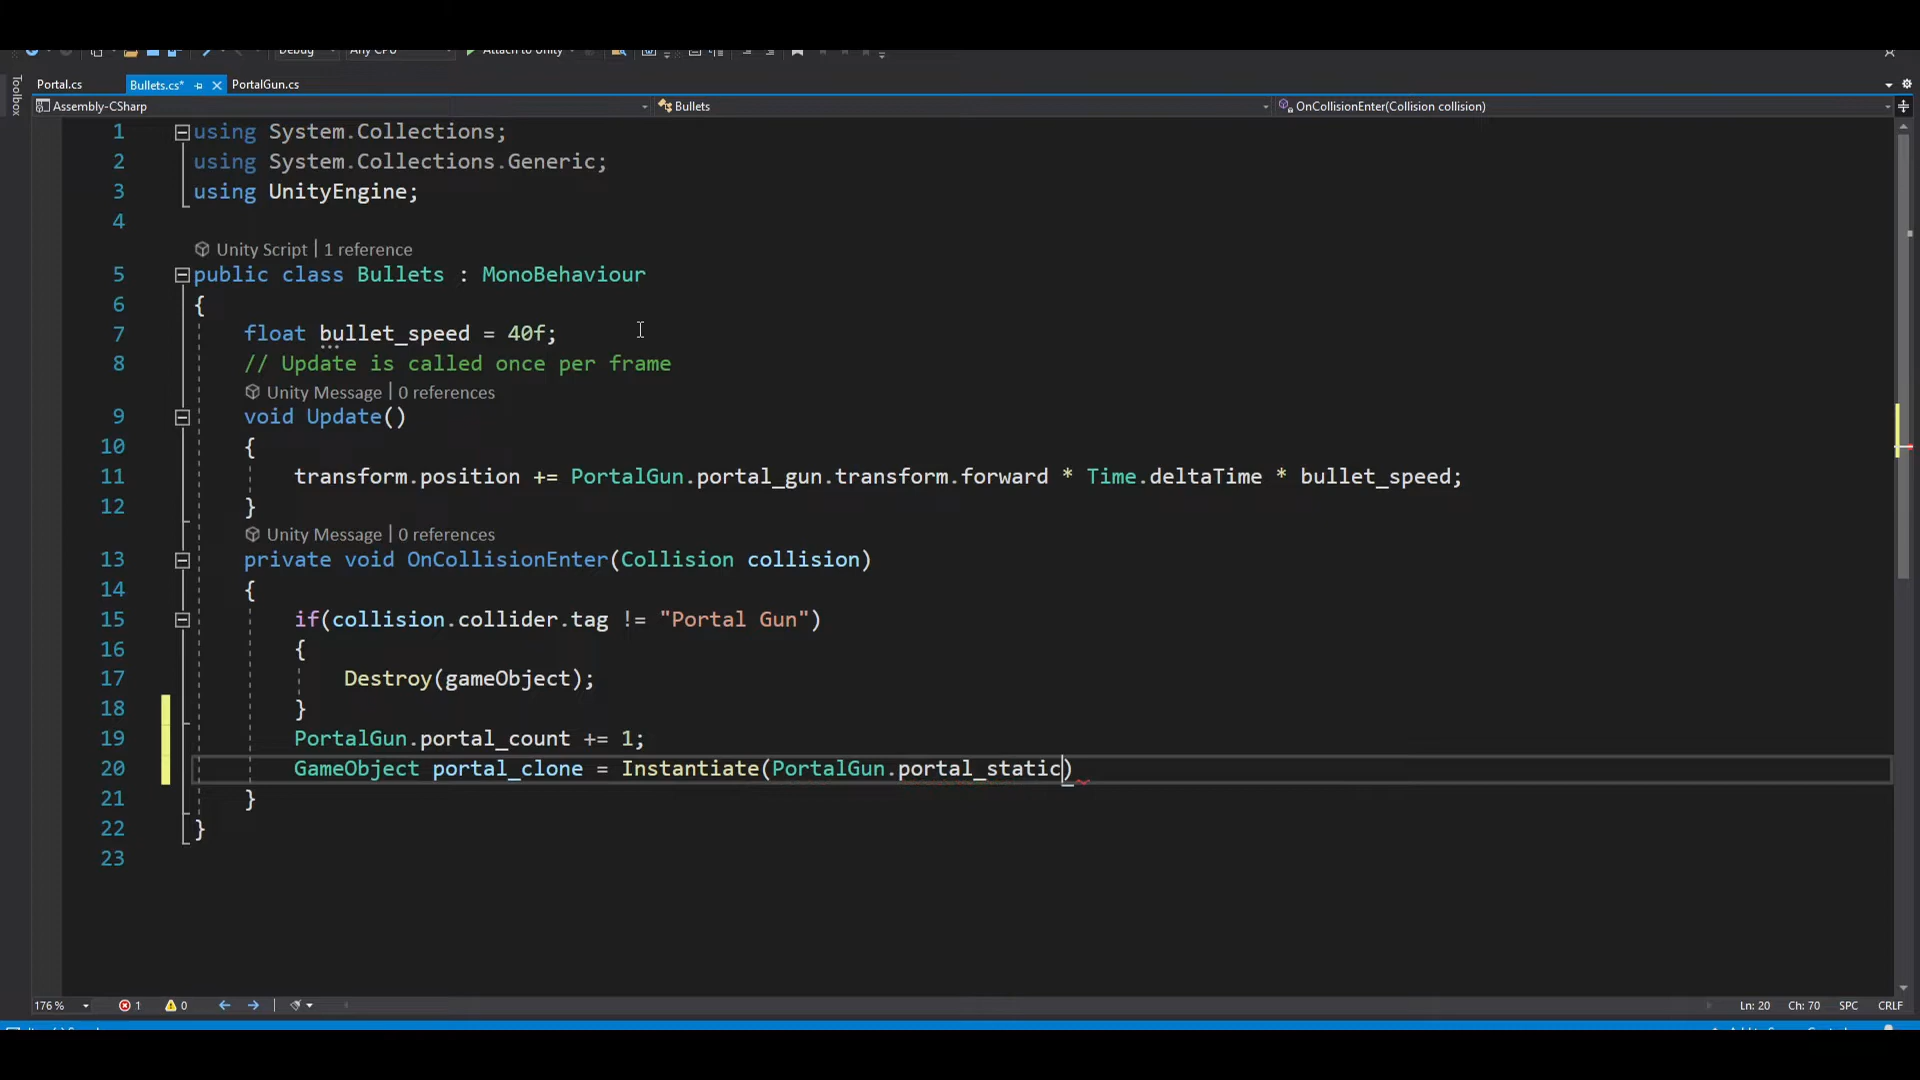 Debug Any CPU Attach to Unity
Toolbox
Portal.cs Bullets.cs* PortalGun.cs
Assembly-CSharp Bullets OnCollisionEnter(Collision collision)
1 using System.Collections;
2 using System.Collections.Generic;
3 using UnityEngine;
4
Unity Script | 1 reference
5 public class Bullets : MonoBehaviour
6 {
7 float bullet_speed = 40f;
8 // Update is called once per frame
Unity Message | 0 references
9 void Update()
10 {
11 transform.position += PortalGun.portal_gun.transform.forward * Time.deltaTime * bullet_speed;
12 }
Unity Message | 0 references
13 private void OnCollisionEnter(Collision collision)
14 {
15 if(collision.collider.tag != "Portal Gun")
16 {
17 Destroy(gameObject);
18 }
19 PortalGun.portal_count += 1;
20 GameObject portal_clone = Instantiate(PortalGun.portal_static)
21 }
22 }
23
176 % 1 0 Ln: 20 Ch: 70 SPC CRLF